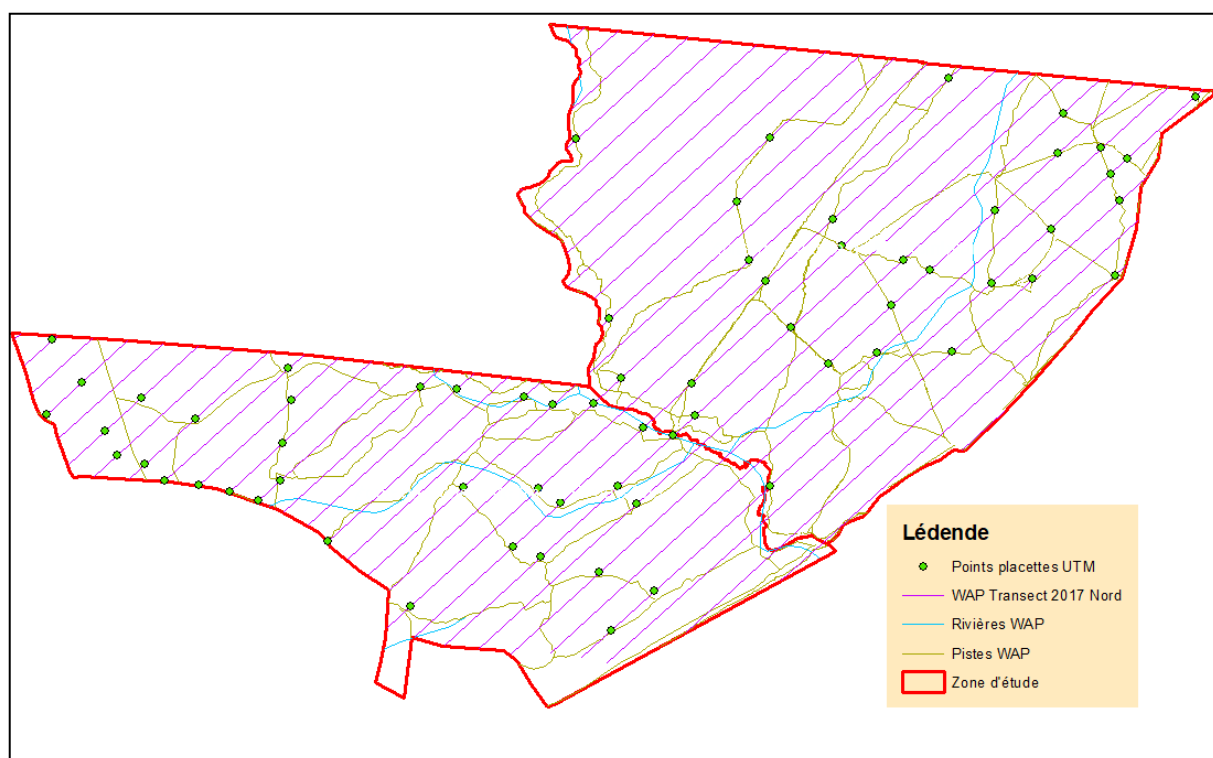 Lédende
Points placettes UTM
WAP Transect 2017 Nord
Rivières WAP
Pistes WAP
Zone d'étude